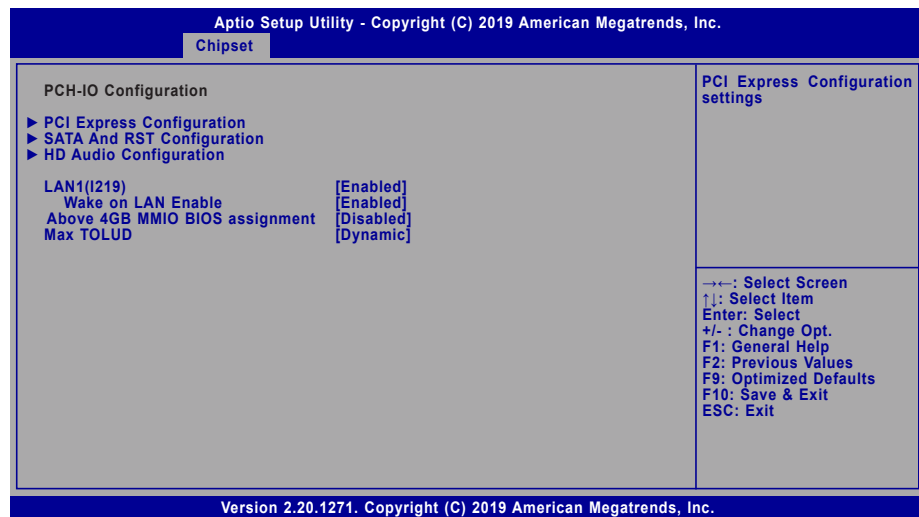 Aptio Setup Utility - Copyright (C) 2019 American Megatrends, Inc.
Chipset
PCH-IO Configuration
▶ PCI Express Configuration
▶ SATA And RST Configuration
▶ HD Audio Configuration
LAN1(I219) [Enabled]
Wake on LAN Enable [Enabled]
Above 4GB MMIO BIOS assignment [Disabled]
Max TOLUD [Dynamic]
PCI Express Configuration
settings
→←: Select Screen
↑↓: Select Item
Enter: Select
+/- : Change Opt.
F1: General Help
F2: Previous Values
F9: Optimized Defaults
F10: Save & Exit
ESC: Exit
Version 2.20.1271. Copyright (C) 2019 American Megatrends, Inc.